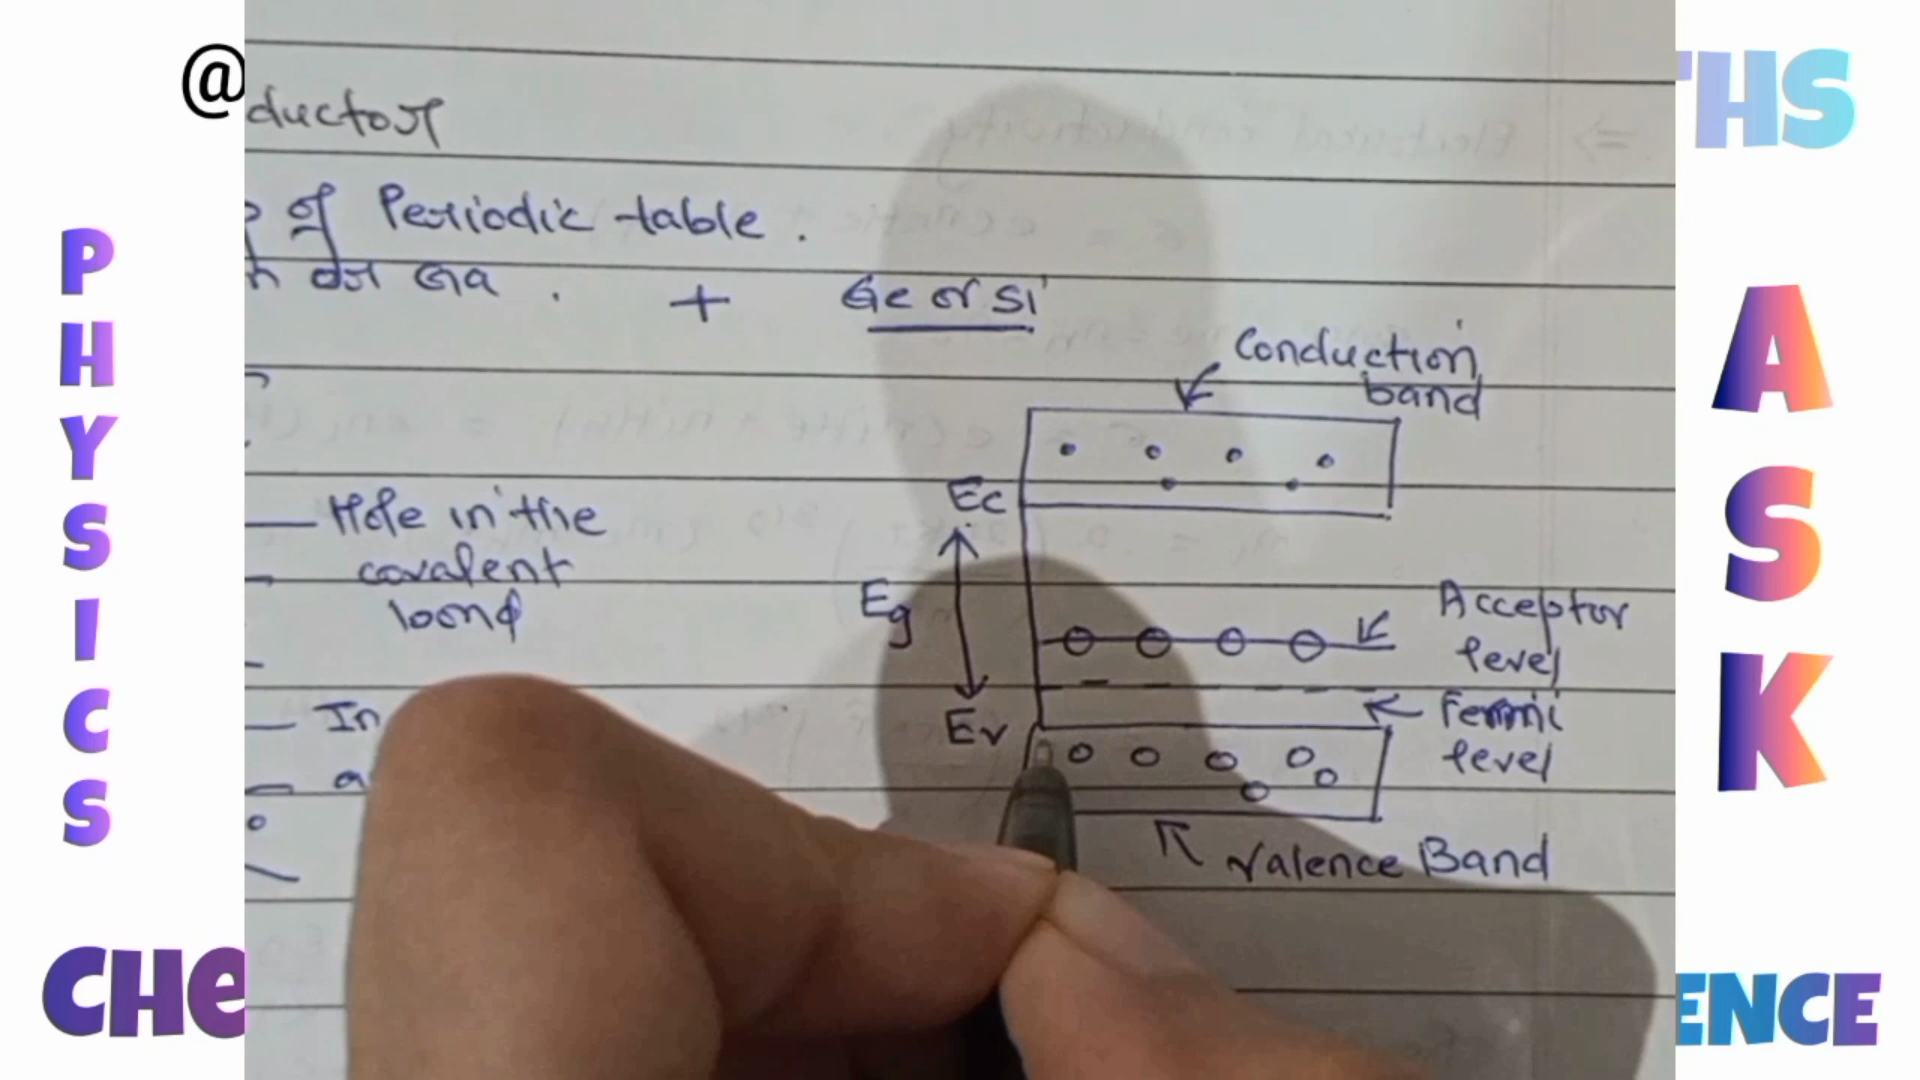 @
THS
PHYSICS
ASK
CHe
ENCE
ductor
of Periodic table.
Ga . + Ge or Si
Conduction
band
Ec
Hole in the
covalent
bond
Eg
Acceptor
level
In
Ev
Fermi
level
Valence Band